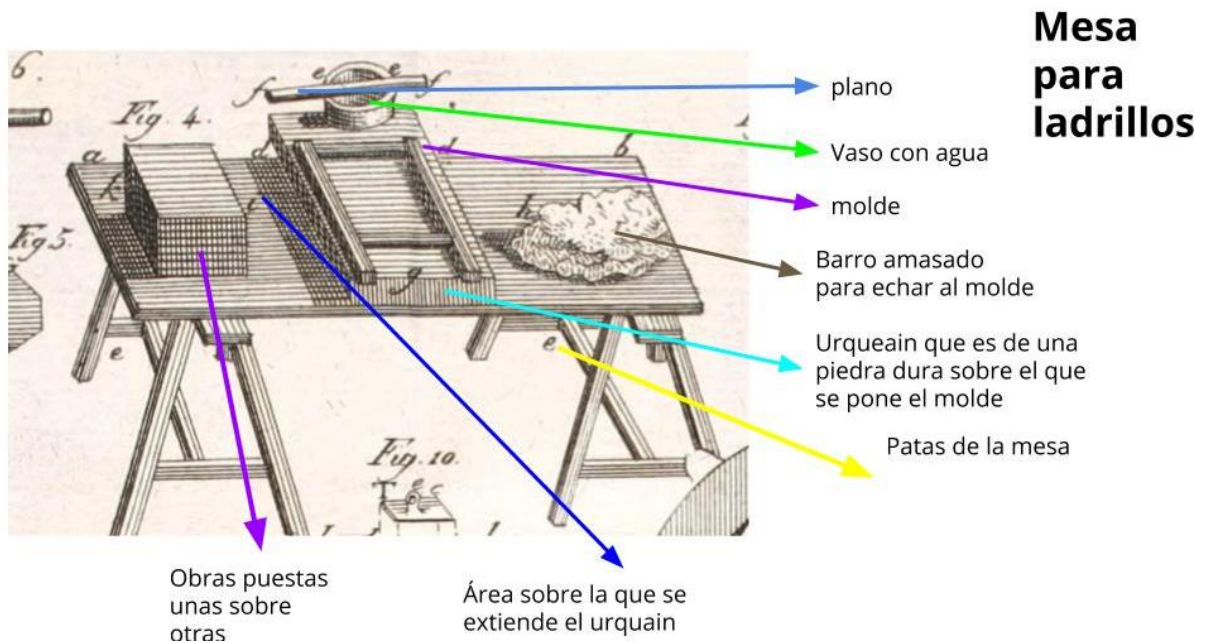 Mesa
para
ladrillos
6.
Fig. 4.
f e e f
a d d b
k i h
Fig 5.
g
e e
Fig. 10.
plano
Vaso con agua
molde
Barro amasado
para echar al molde
Urqueain que es de una
piedra dura sobre el que
se pone el molde
Patas de la mesa
Obras puestas
unas sobre
otras
Área sobre la que se
extiende el urquain